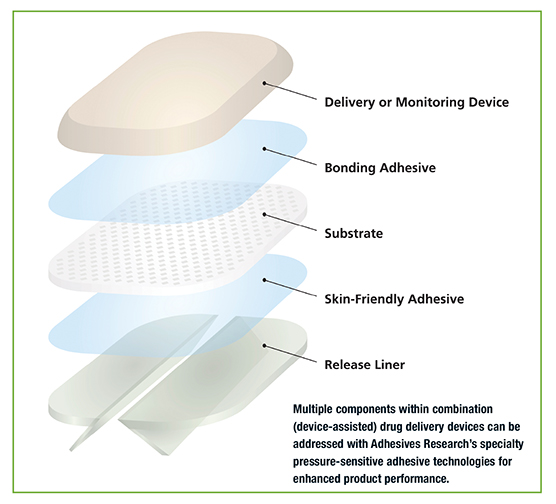 Delivery or Monitoring Device
Bonding Adhesive
Substrate
Skin-Friendly Adhesive
Release Liner
Multiple components within combination
(device-assisted) drug delivery devices can be
addressed with Adhesives Research's specialty
pressure-sensitive adhesive technologies for
enhanced product performance.